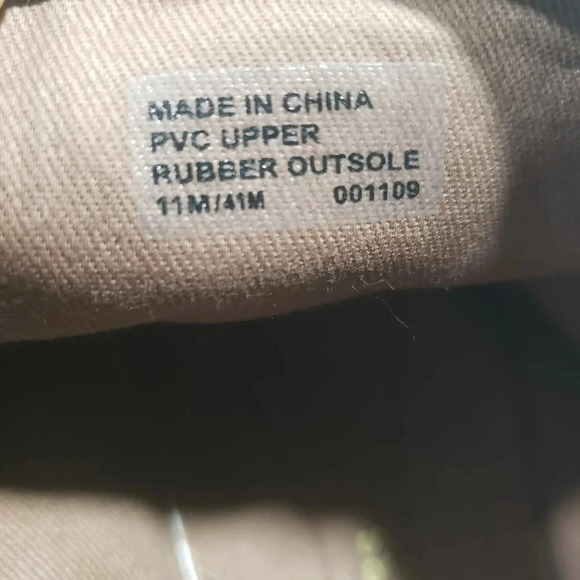 MADE IN CHINA
PVC UPPER
RUBBER OUTSOLE
11M/41M 001109